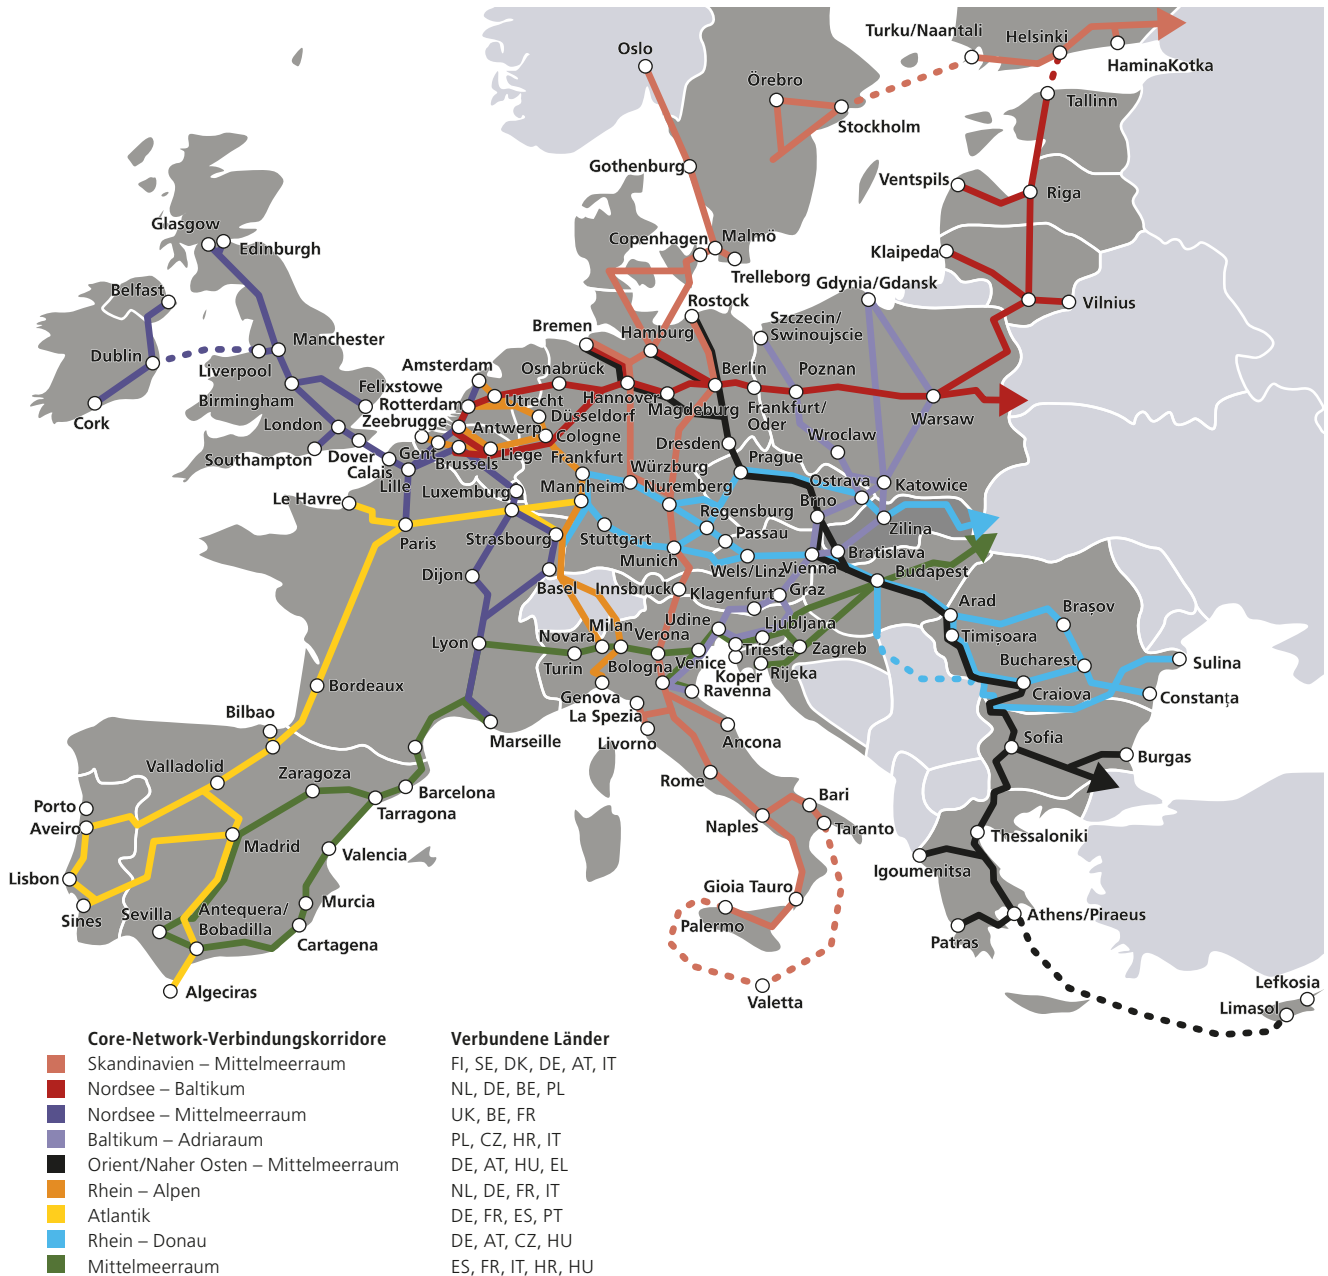 Oslo
Turku/Naantali
Helsinki
HaminaKotka
Örebro
Stockholm
Tallinn
Gothenburg
Ventspils
Riga
Glasgow
Edinburgh
Copenhagen
Malmö
Trelleborg
Klaipeda
Vilnius
Belfast
Gdynia/Gdansk
Rostock
Szczecin/
Swinoujscie
Bremen
Hamburg
Dublin
Liverpool
Manchester
Amsterdam
Osnabrück
Berlin
Poznan
Cork
Birmingham
Felixstowe
Rotterdam
Utrecht
Hannover
Magdeburg
Frankfurt/
Oder
Warsaw
Zeebrugge
Düsseldorf
London
Antwerp
Cologne
Dresden
Wroclaw
Southampton
Dover
Calais
Lille
Gent
Brussels
Liege
Frankfurt
Würzburg
Prague
Ostrava
Katowice
Le Havre
Luxemburg
Mannheim
Nuremberg
Regensburg
Brno
Zilina
Paris
Strasbourg
Stuttgart
Passau
Munich
Wels/Linz
Vienna
Bratislava
Budapest
Dijon
Basel
Innsbruck
Klagenfurt
Graz
Arad
Brașov
Timișoara
Lyon
Novara
Milan
Verona
Udine
Ljubljana
Turin
Bologna
Venice
Trieste
Zagreb
Koper
Rijeka
Bucharest
Sulina
Craiova
Constanța
Bordeaux
Genova
Ravenna
La Spezia
Livorno
Ancona
Bilbao
Marseille
Sofia
Burgas
Valladolid
Zaragoza
Barcelona
Tarragona
Rome
Porto
Aveiro
Madrid
Valencia
Naples
Bari
Taranto
Thessaloniki
Igoumenitsa
Lisbon
Sines
Sevilla
Antequera/
Bobadilla
Murcia
Cartagena
Gioia Tauro
Palermo
Athens/Piraeus
Patras
Algeciras
Valetta
Lefkosia
Limasol
Core-Network-Verbindungskorridore Verbundene Länder
Skandinavien – Mittelmeerraum FI, SE, DK, DE, AT, IT
Nordsee – Baltikum NL, DE, BE, PL
Nordsee – Mittelmeerraum UK, BE, FR
Baltikum – Adriaraum PL, CZ, HR, IT
Orient/Naher Osten – Mittelmeerraum DE, AT, HU, EL
Rhein – Alpen NL, DE, FR, IT
Atlantik DE, FR, ES, PT
Rhein – Donau DE, AT, CZ, HU
Mittelmeerraum ES, FR, IT, HR, HU